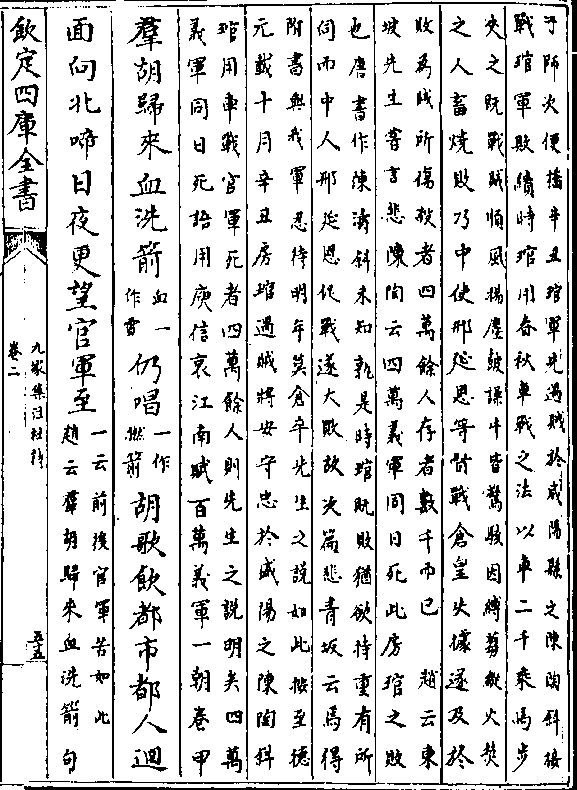 于師次便橋辛丑琯軍先遇賊於咸陽縣之陳陶斜接
戰琯軍敗績時琯用春秋車戰之法以車二千乘馬步
夾之既戰賊順風揚塵鼓譟牛皆驚駭因縛芻縱火焚
之人畜燒敗乃中使邢延恩等督戰倉皇失據遂及於
敗為賊所傷殺者四萬餘人存者數千而已 趙云東
坡先生嘗言悲陳陶云四萬義軍同日死此房琯之敗
也唐書作陳濤斜未知孰是時琯既敗猶欲持重有所
伺而中人邢延恩促戰遂大敗故次篇悲青坂云焉得
附書與我軍忍待明年莫倉卒先生之說如此按至德
元載十月辛丑房琯遇賊將安守忠於咸陽之陳陶斜
琯用車戰官軍死者四萬餘人則先生之說明矣四萬
義軍同日死語用庾信哀江南賦百萬義軍一朝卷甲
羣胡歸來血洗箭血一作雪仍唱一作撚箭胡歌飲都市都人迴
面向北啼日夜更望官軍至一云前後官軍苦如此
趙云羣胡歸來血洗箭句
欽定四庫全書
九家集注杜詩
卷二
五十五